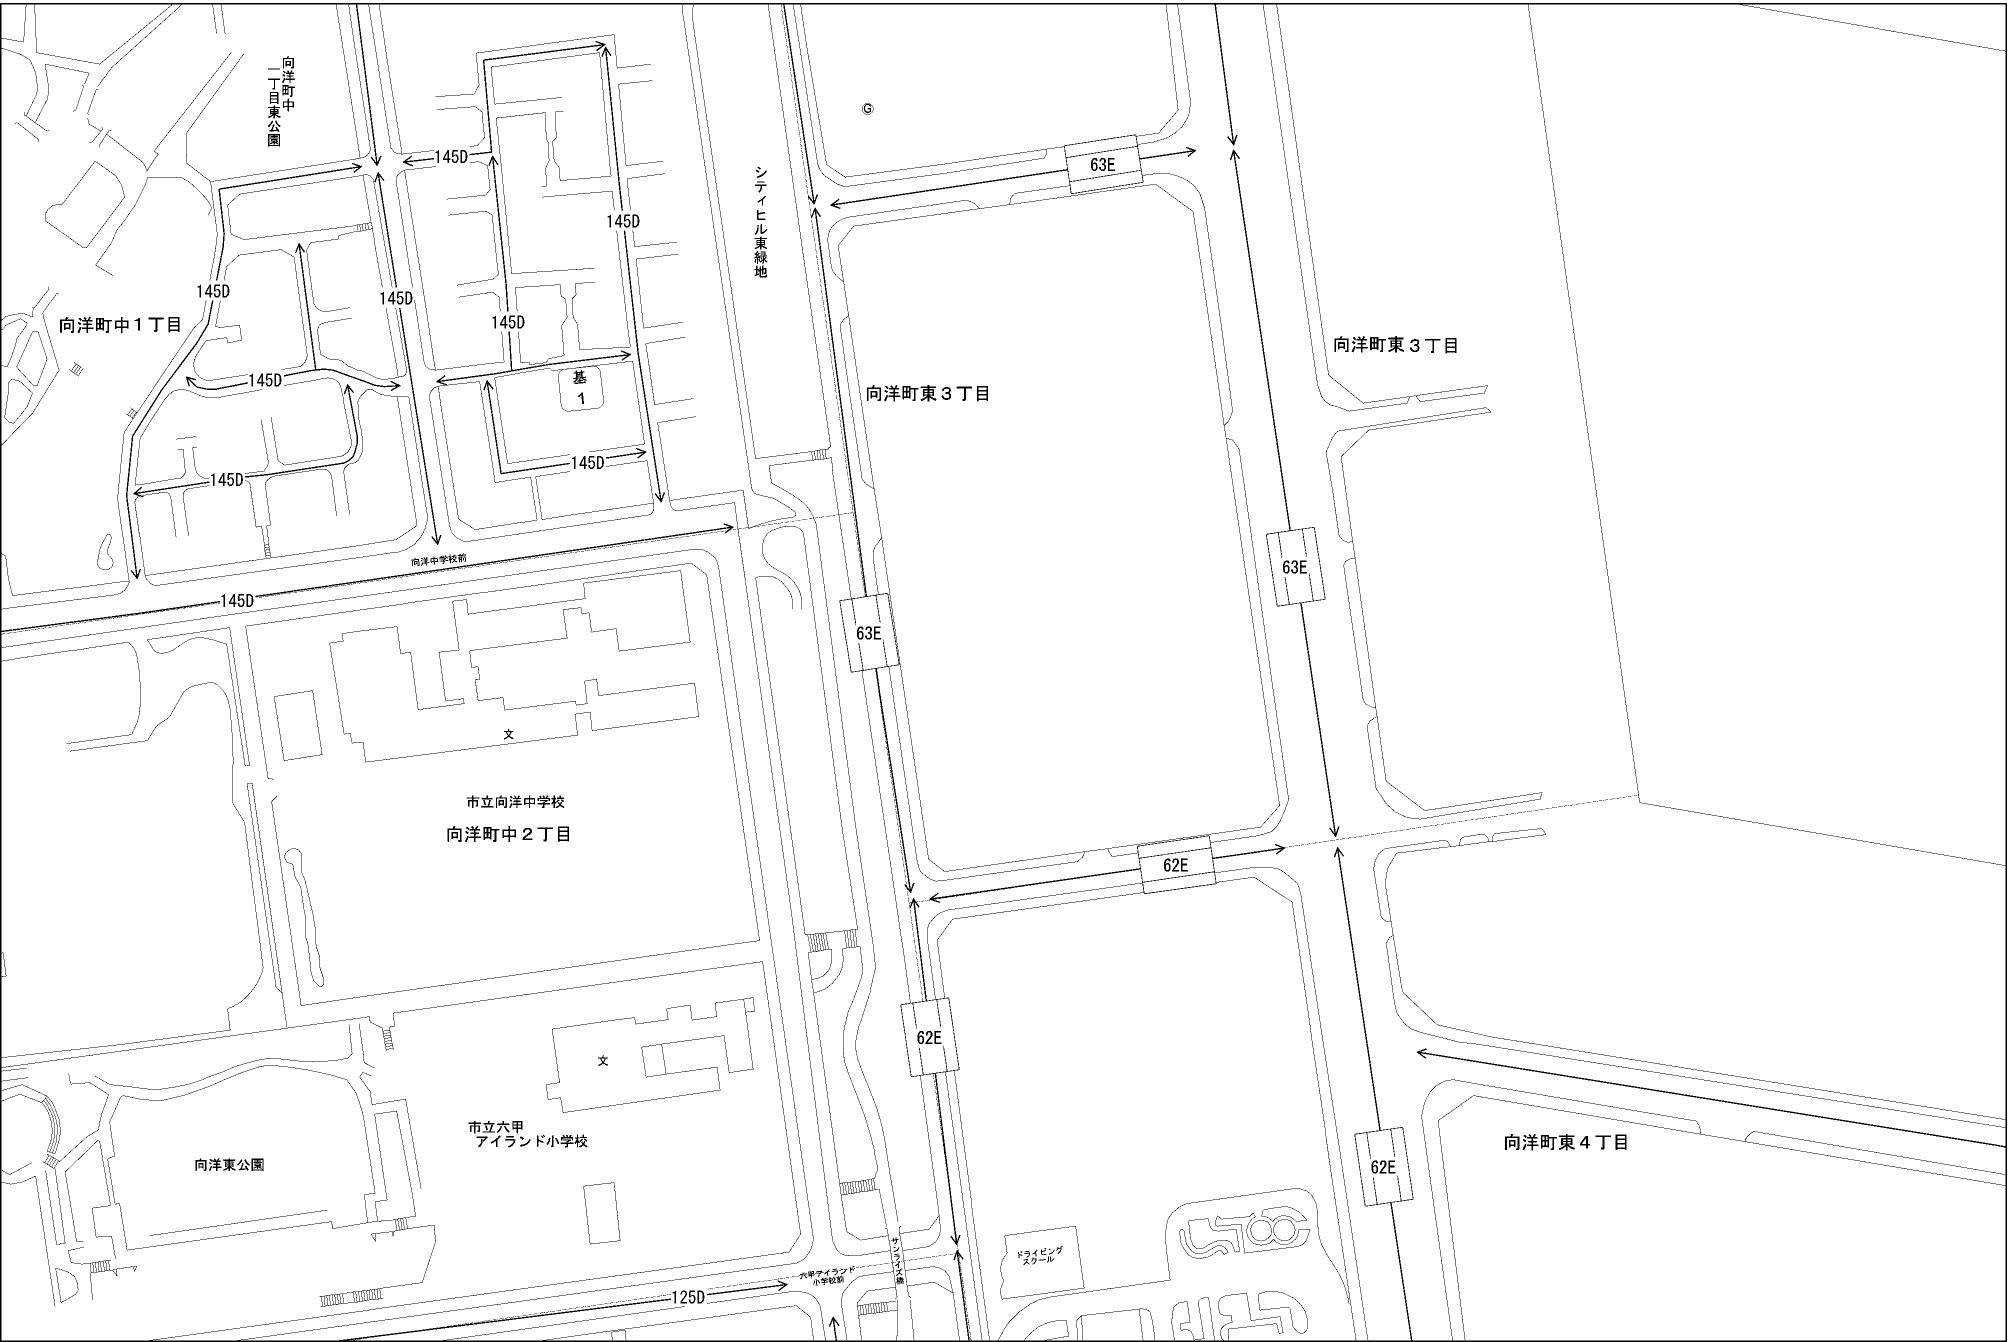 向洋町中
一丁目東公園
G
145D
63E
シティヒル東緑地
145D
145D
145D
145D
向洋町中１丁目
向洋町東３丁目
145D
基
1
向洋町東３丁目
145D
145D
向洋中学校前
63E
145D
63E
文
市立向洋中学校
向洋町中２丁目
62E
62E
文
市立六甲
アイランド小学校
向洋町東４丁目
向洋東公園
62E
サンライズ橋
ドライビング
スクール
六甲アイランド
小学校前
125D